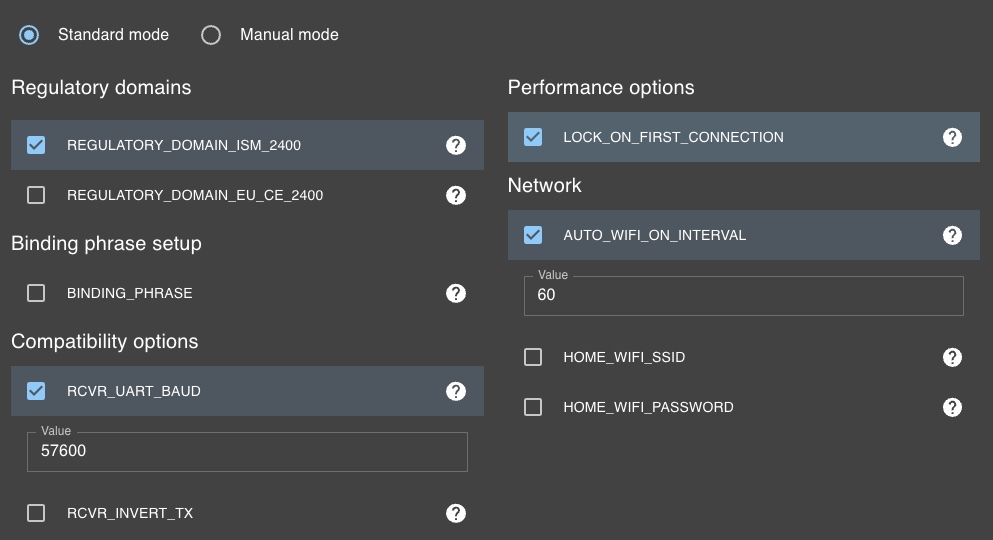 Standard mode
Manual mode
Regulatory domains
REGULATORY_DOMAIN_ISM_2400
?
REGULATORY_DOMAIN_EU_CE_2400
?
Binding phrase setup
BINDING_PHRASE
?
Compatibility options
RCVR_UART_BAUD
?
Value
57600
RCVR_INVERT_TX
?
Performance options
LOCK_ON_FIRST_CONNECTION
?
Network
AUTO_WIFI_ON_INTERVAL
?
Value
60
HOME_WIFI_SSID
?
HOME_WIFI_PASSWORD
?